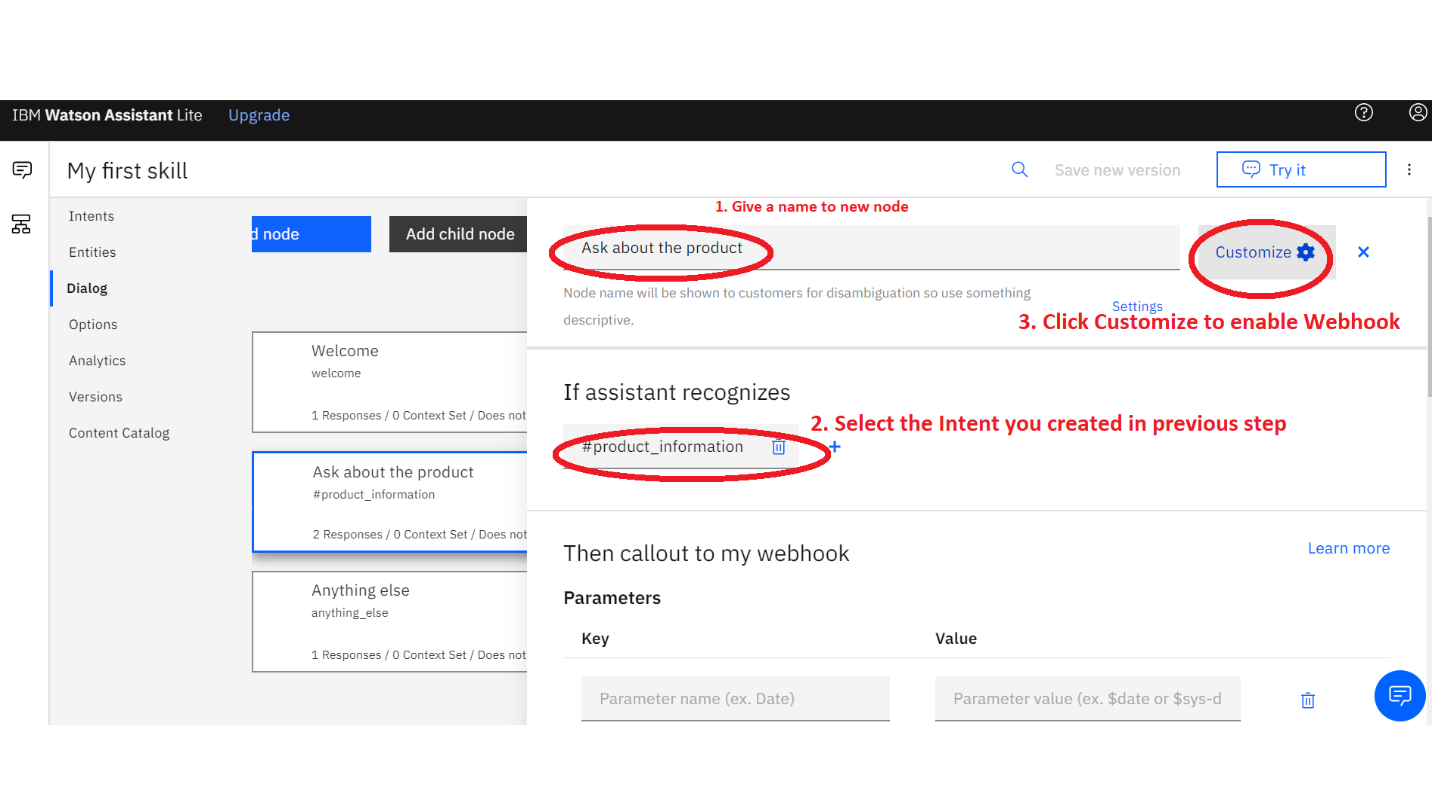 IBM Watson Assistant Lite Upgrade
My first skill
Save new version
Try it
Intents
Entities
Dialog
Options
Analytics
Versions
Content Catalog
d node
Add child node
Welcome
welcome
1 Responses / 0 Context Set / Does not
Ask about the product
#product_information
2 Responses / 0 Context Set / Does not
Anything else
anything_else
1 Responses / 0 Context Set / Does not
1. Give a name to new node
Ask about the product
Customize
Node name will be shown to customers for disambiguation so use something
descriptive.
Settings
3. Click Customize to enable Webhook
If assistant recognizes
2. Select the Intent you created in previous step
#product_information
Then callout to my webhook
Learn more
Parameters
Key Value
Parameter name (ex. Date) Parameter value (ex. $date or $sys-d